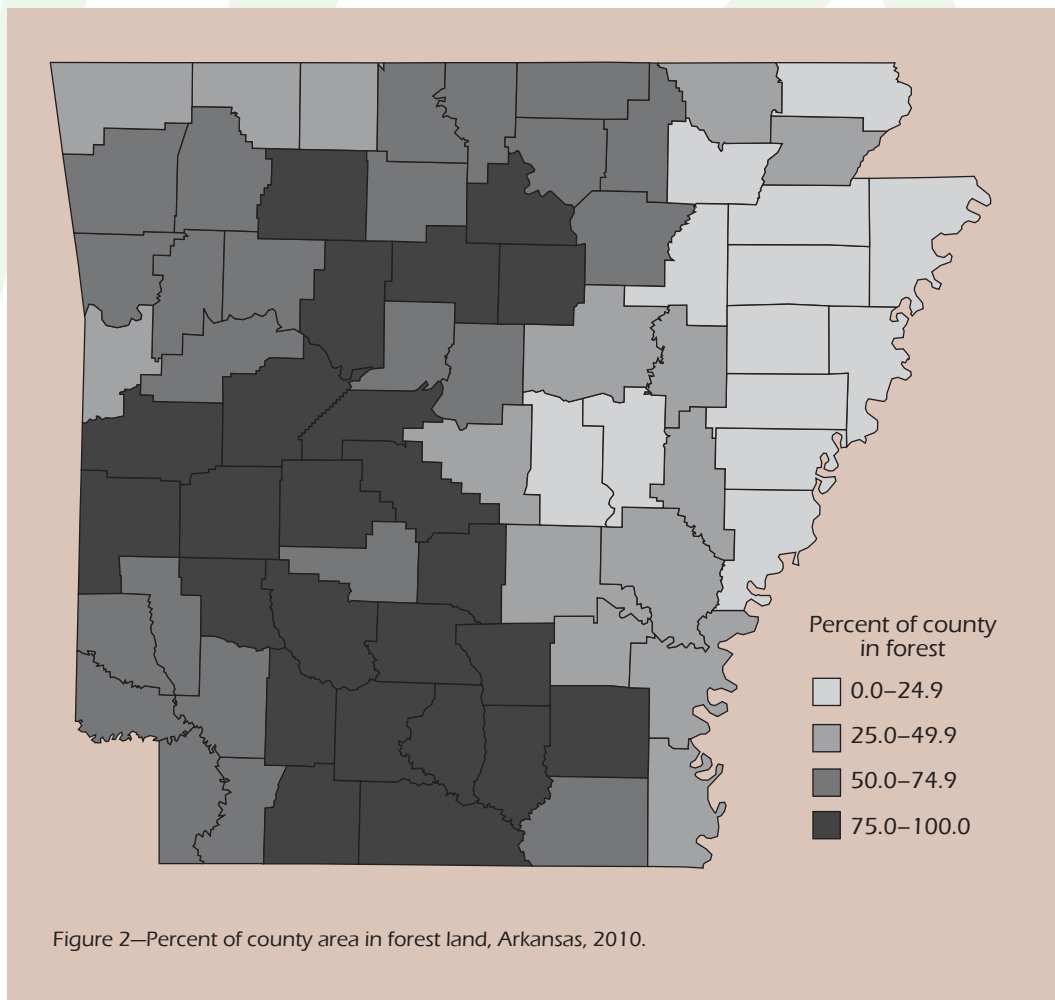 Percent of county
in forest
0.0–24.9
25.0–49.9
50.0–74.9
75.0–100.0
Figure 2—Percent of county area in forest land, Arkansas, 2010.